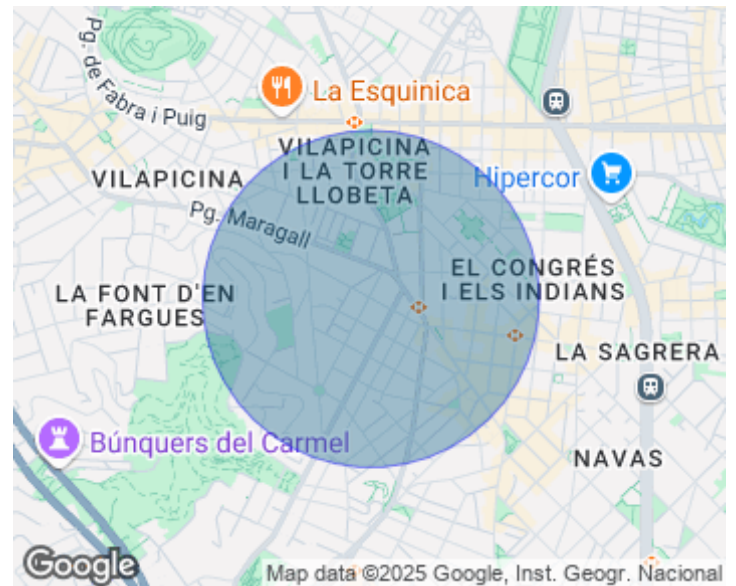 Pg. de
Fabra i Puig
La Esquinica
VILAPICINA
I LA TORRE
LLOBETA
VILAPICINA
Hipercor
Pg. Maragall
EL CONGRÉS
I ELS INDIANS
LA FONT D'EN
FARGUES
LA SAGRERA
Búnquers del Carmel
NAVAS
Google
Map data ©2025 Google, Inst. Geogr. Nacional